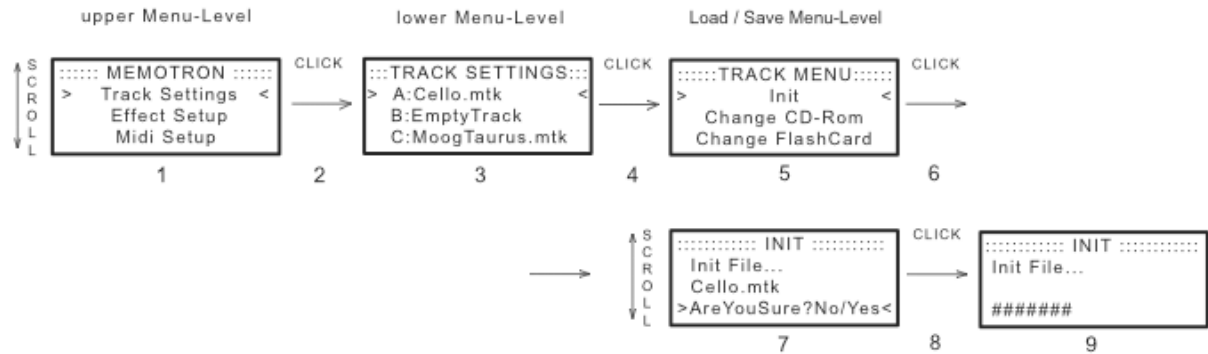 upper Menu-Level
lower Menu-Level
Load / Save Menu-Level
SCROLL
:::::: MEMOTRON ::::::
> Track Settings <
Effect Setup
Midi Setup
1
CLICK
2
:::TRACK SETTINGS:::
> A:Cello.mtk <
B:EmptyTrack
C:MoogTaurus.mtk
3
CLICK
4
::::::TRACK MENU::::::
> Init <
Change CD-Rom
Change FlashCard
5
CLICK
6
SCROLL
:::::::::::: INIT :::::::::::
Init File...
Cello.mtk
>AreYouSure?No/Yes<
7
CLICK
8
:::::::::::: INIT :::::::::::
Init File...
#######
9